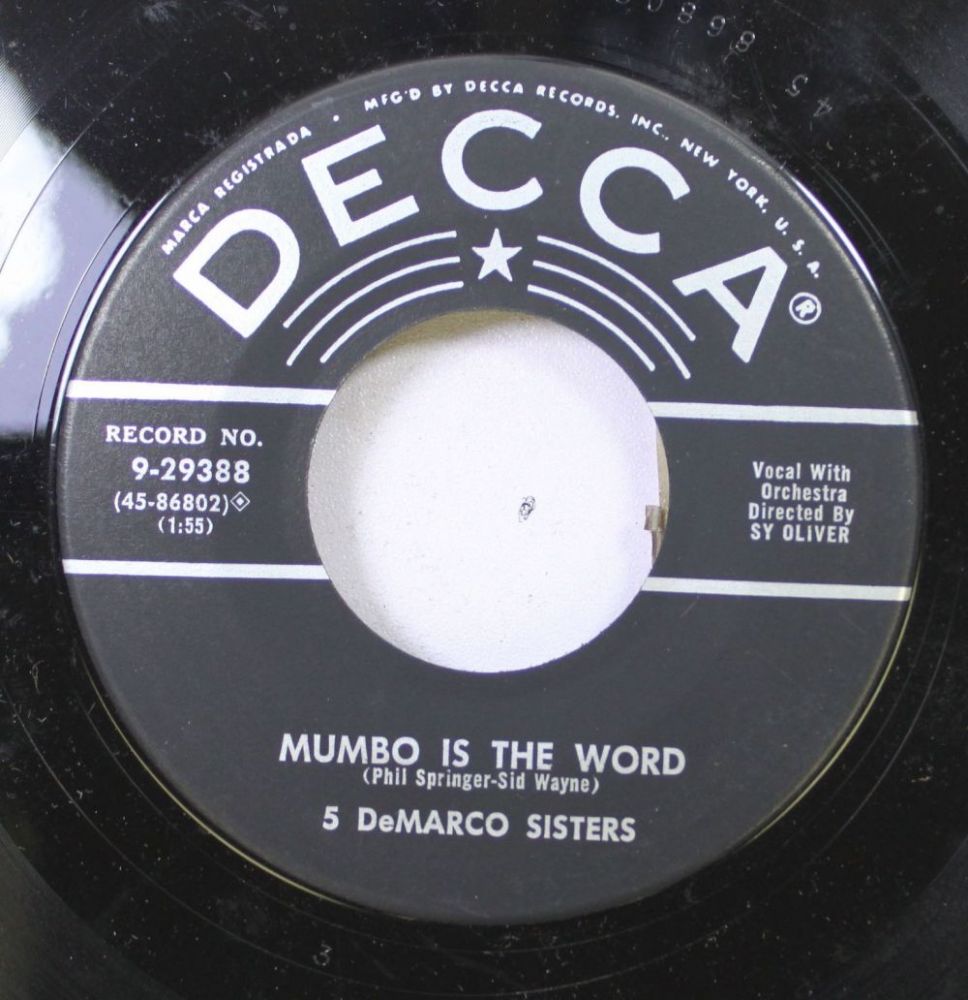 MARCA REGISTRADA • MFG'D BY DECCA RECORDS, INC., NEW YORK, U. S. A.
DECCA®
RECORD NO.
9-29388
(45-86802)
(1:55)
Vocal With
Orchestra
Directed By
SY OLIVER
MUMBO IS THE WORD
(Phil Springer-Sid Wayne)
5 DeMARCO SISTERS
3